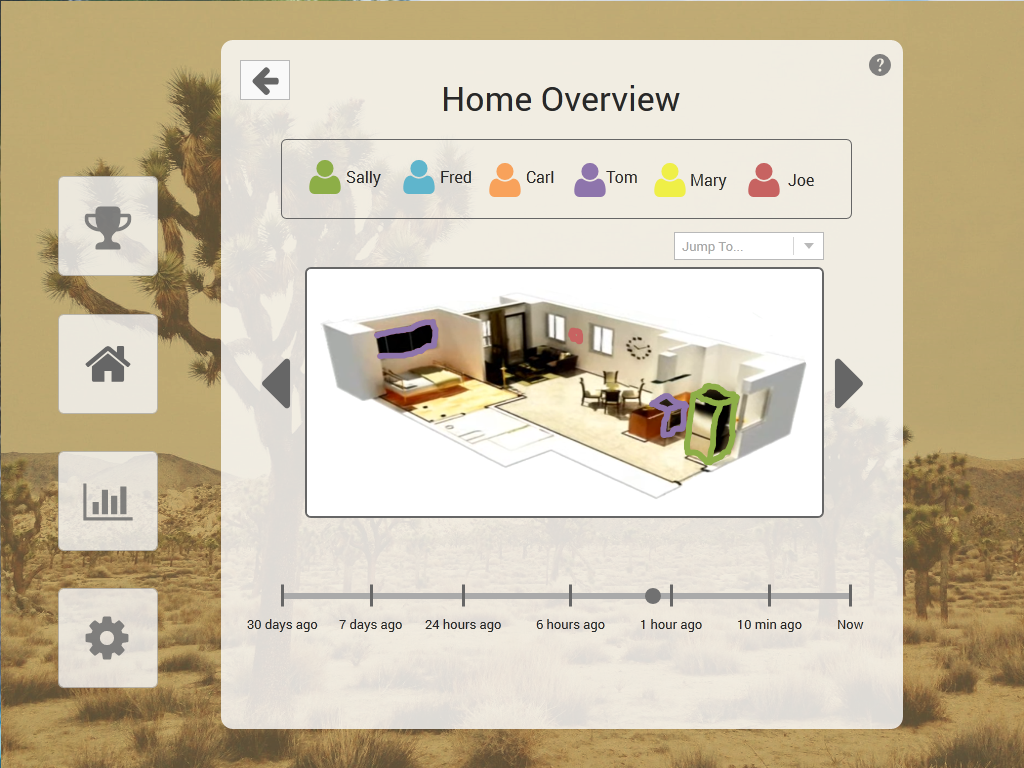 ?
Home Overview
Sally Fred Carl Tom Mary Joe
Jump To...
30 days ago 7 days ago 24 hours ago 6 hours ago 1 hour ago 10 min ago Now